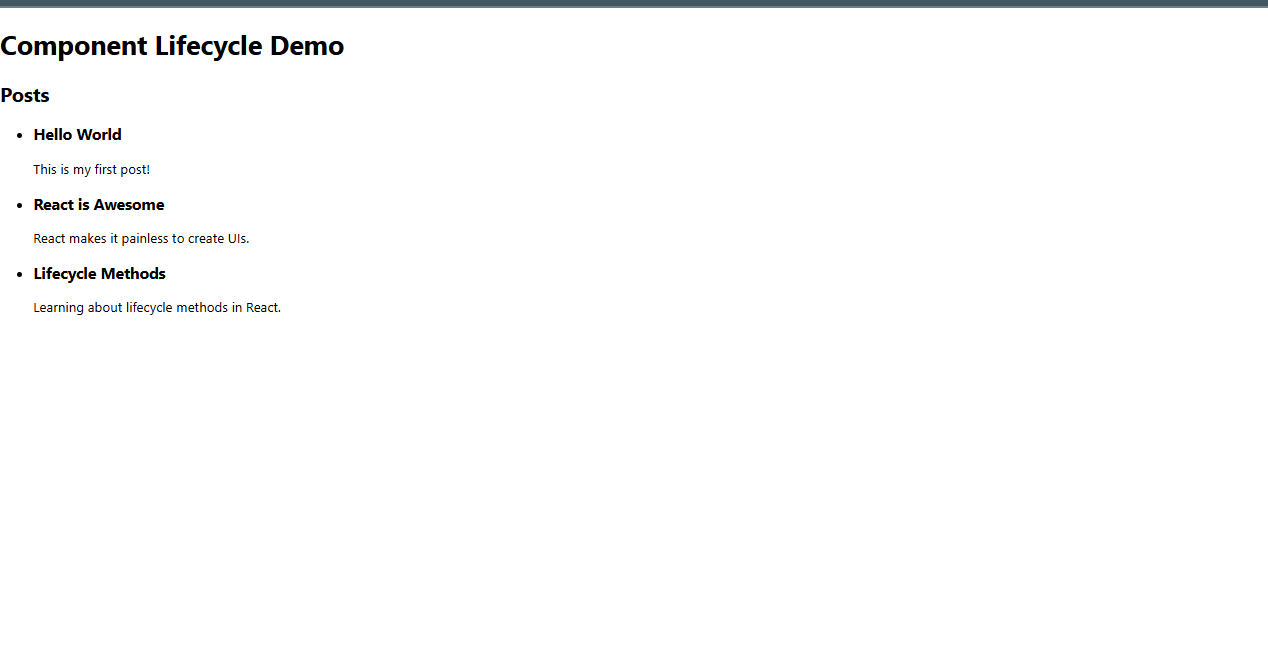 Component Lifecycle Demo
Posts
Hello World
This is my first post!
React is Awesome
React makes it painless to create UIs.
Lifecycle Methods
Learning about lifecycle methods in React.